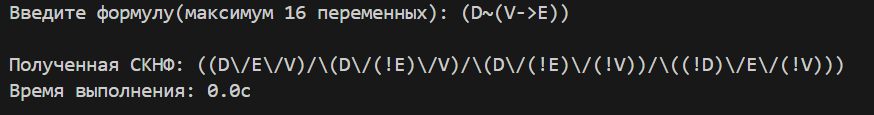 Введите формулу(максимум 16 переменных): (D~(V->E))
Полученная СКНФ: ((D\/E\/V)/\(D\/(!E)\/V)/\(D\/(!E)\/(!V))/\((!D)\/E\/(!V)))
Время выполнения: 0.0с